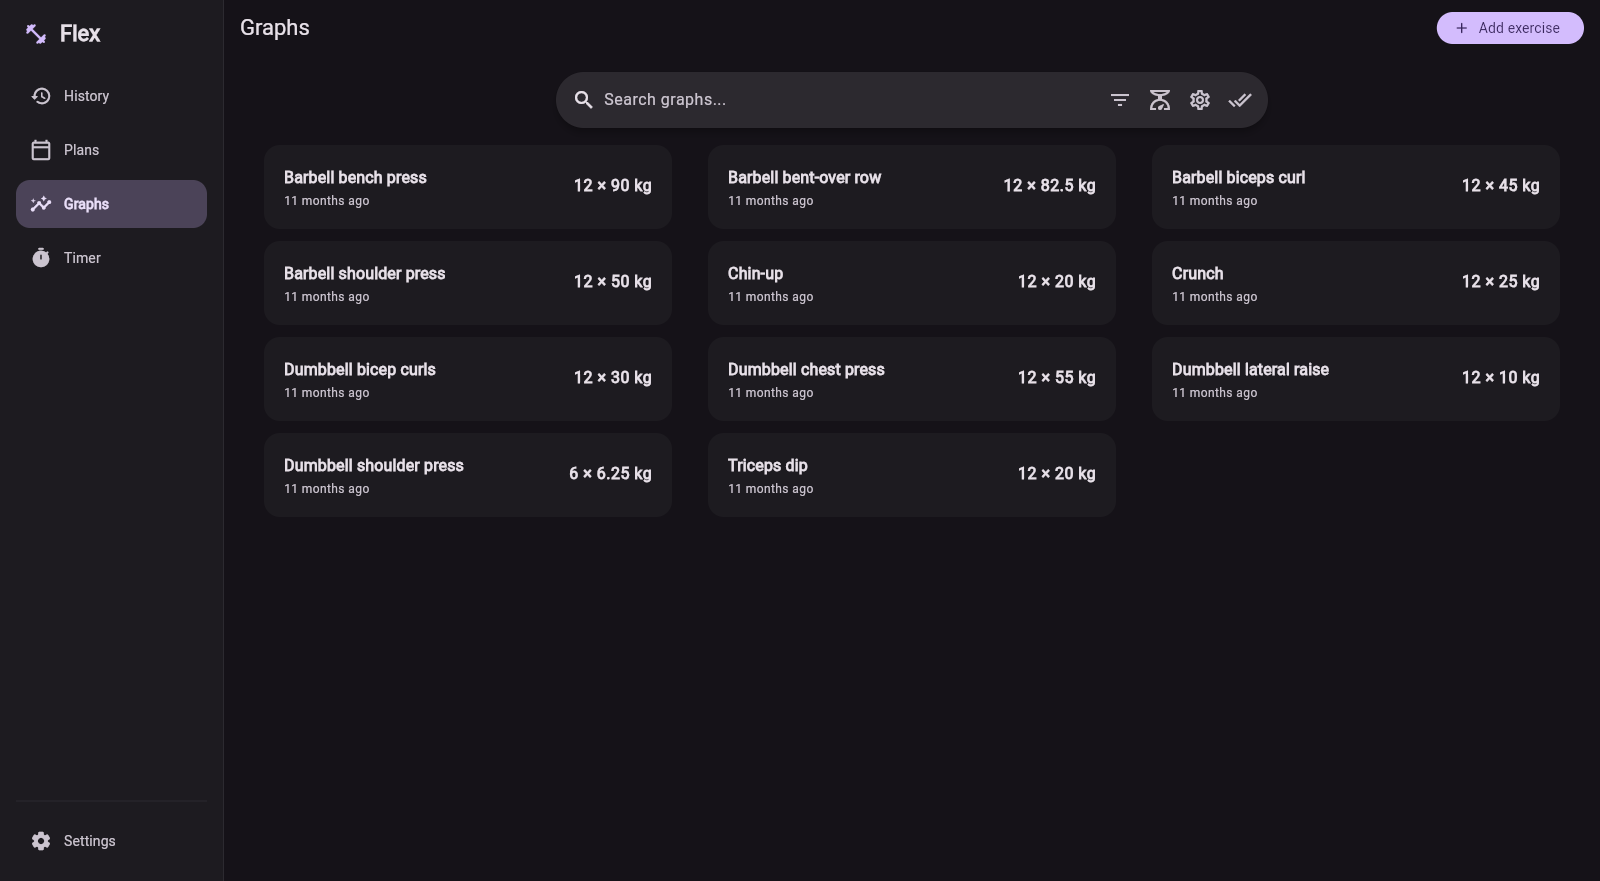 Flex
History
Plans
Graphs
Timer
Settings
Graphs
Add exercise
Search graphs...
Barbell bench press
11 months ago
12 × 90 kg
Barbell bent-over row
11 months ago
12 × 82.5 kg
Barbell biceps curl
11 months ago
12 × 45 kg
Barbell shoulder press
11 months ago
12 × 50 kg
Chin-up
11 months ago
12 × 20 kg
Crunch
11 months ago
12 × 25 kg
Dumbbell bicep curls
11 months ago
12 × 30 kg
Dumbbell chest press
11 months ago
12 × 55 kg
Dumbbell lateral raise
11 months ago
12 × 10 kg
Dumbbell shoulder press
11 months ago
6 × 6.25 kg
Triceps dip
11 months ago
12 × 20 kg